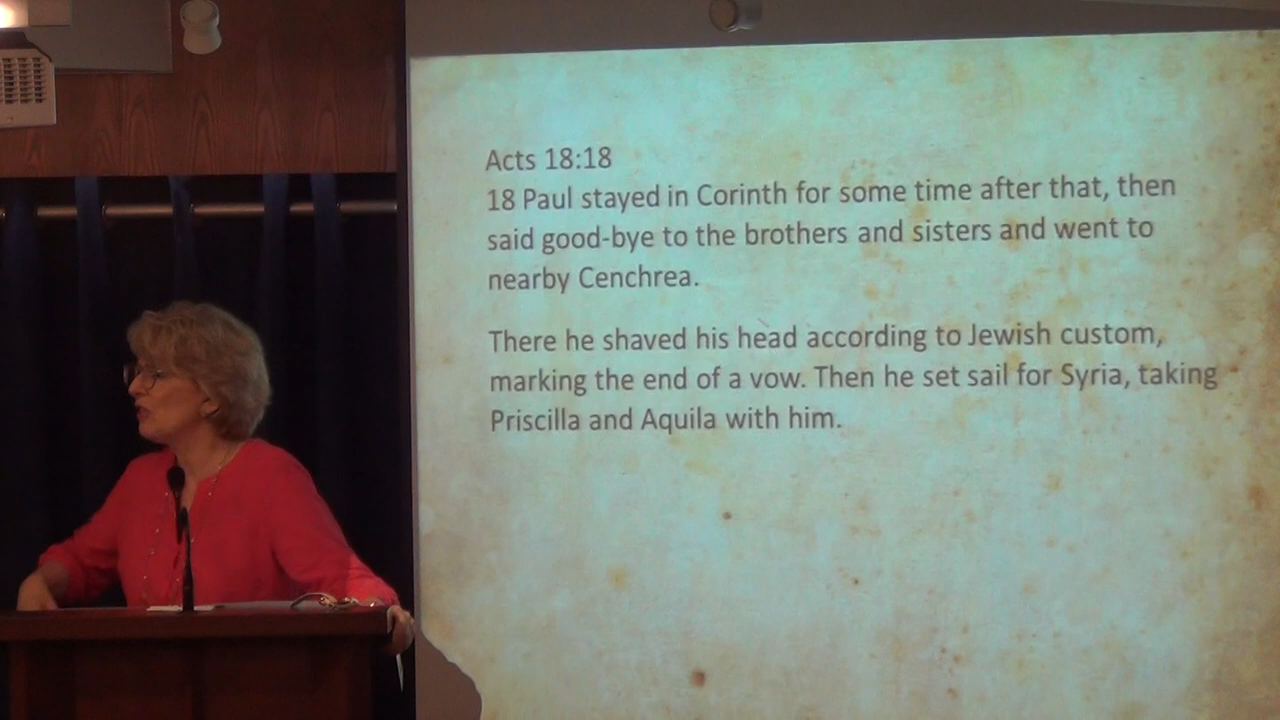 Acts 18:18
18 Paul stayed in Corinth for some time after that, then
said good-bye to the brothers and sisters and went to
nearby Cenchrea.
There he shaved his head according to Jewish custom,
marking the end of a vow. Then he set sail for Syria, taking
Priscilla and Aquila with him.